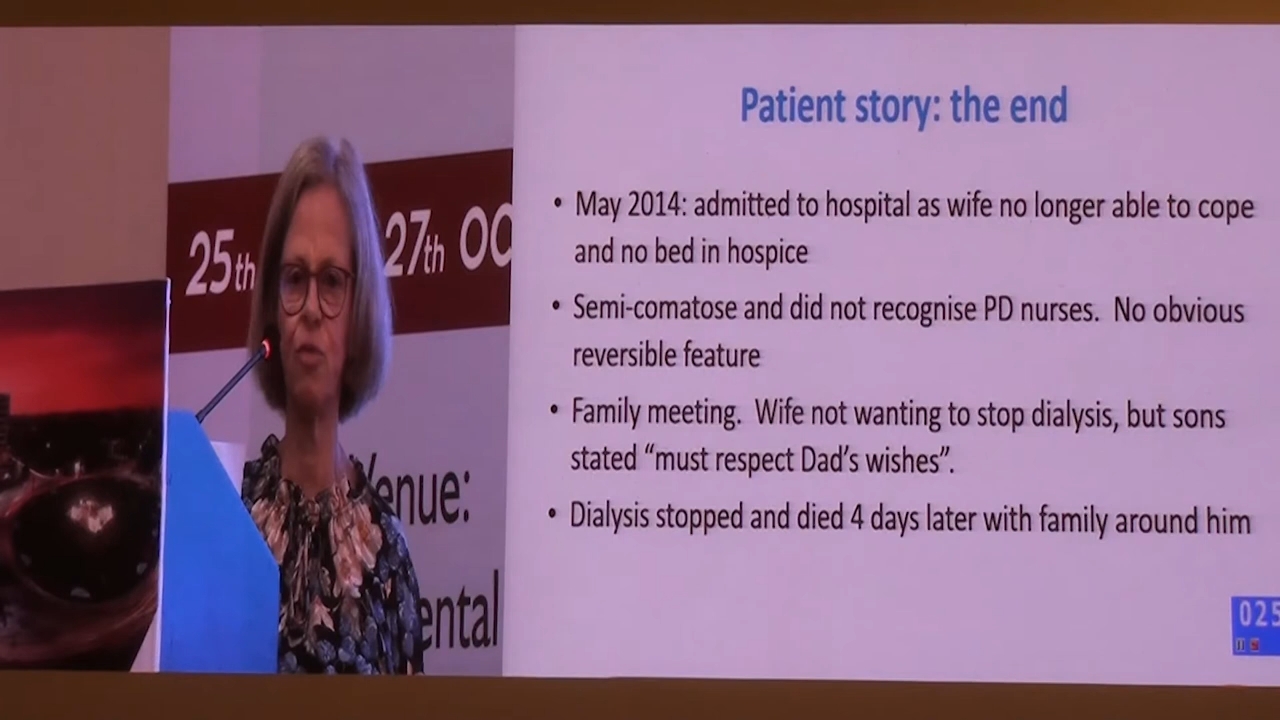 25th
27th OC
Venue:
ental
Patient story: the end
• May 2014: admitted to hospital as wife no longer able to cope
and no bed in hospice
• Semi-comatose and did not recognise PD nurses. No obvious
reversible feature
• Family meeting. Wife not wanting to stop dialysis, but sons
stated “must respect Dad’s wishes”.
• Dialysis stopped and died 4 days later with family around him
025